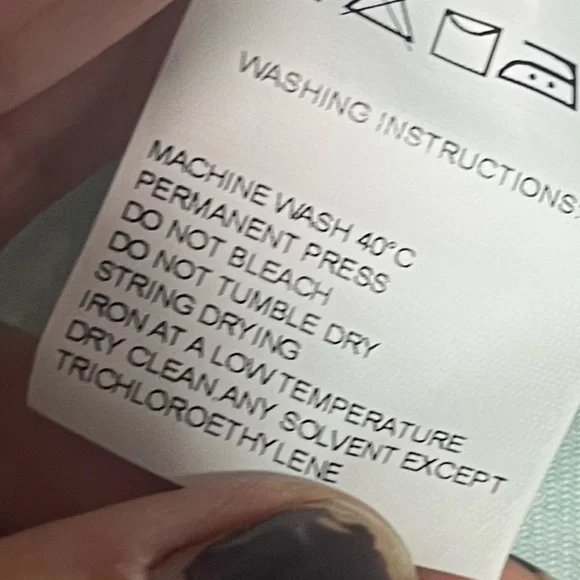 WASHING INSTRUCTIONS:
MACHINE WASH 40°C
PERMANENT PRESS
DO NOT BLEACH
DO NOT TUMBLE DRY
STRING DRYING
IRON AT A LOW TEMPERATURE
DRY CLEAN,ANY SOLVENT EXCEPT
TRICHLOROETHYLENE